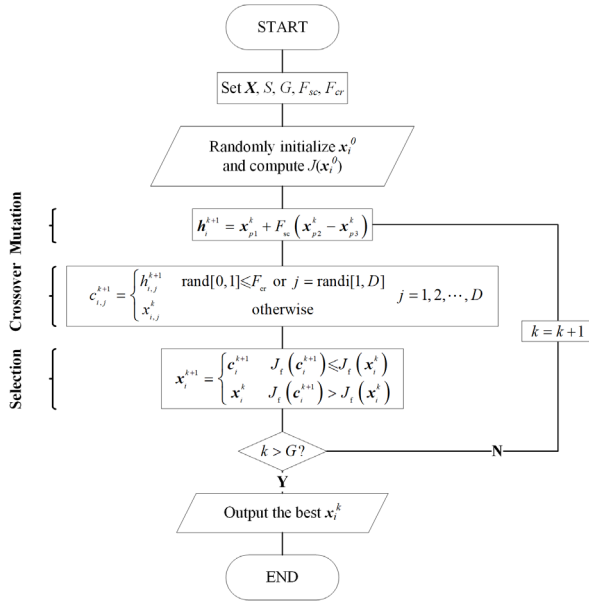 START
Set X, S, G, F_sc, F_cr
Randomly initialize x_i^0
and compute J(x_i^0)
Mutation
h_i^{k+1} = x_{p1}^k + F_sc (x_{p2}^k − x_{p3}^k)
Crossover
c_{i,j}^{k+1} = { h_{i,j}^{k+1} rand[0,1]⩽F_cr or j = randi[1, D]
x_{i,j}^k otherwise
j = 1, 2, ⋯, D
k = k+1
Selection
x_i^{k+1} = { c_i^{k+1} J_f (c_i^{k+1}) ⩽ J_f (x_i^k)
x_i^k J_f (c_i^{k+1}) > J_f (x_i^k)
k > G?
N
Y
Output the best x_i^k
END